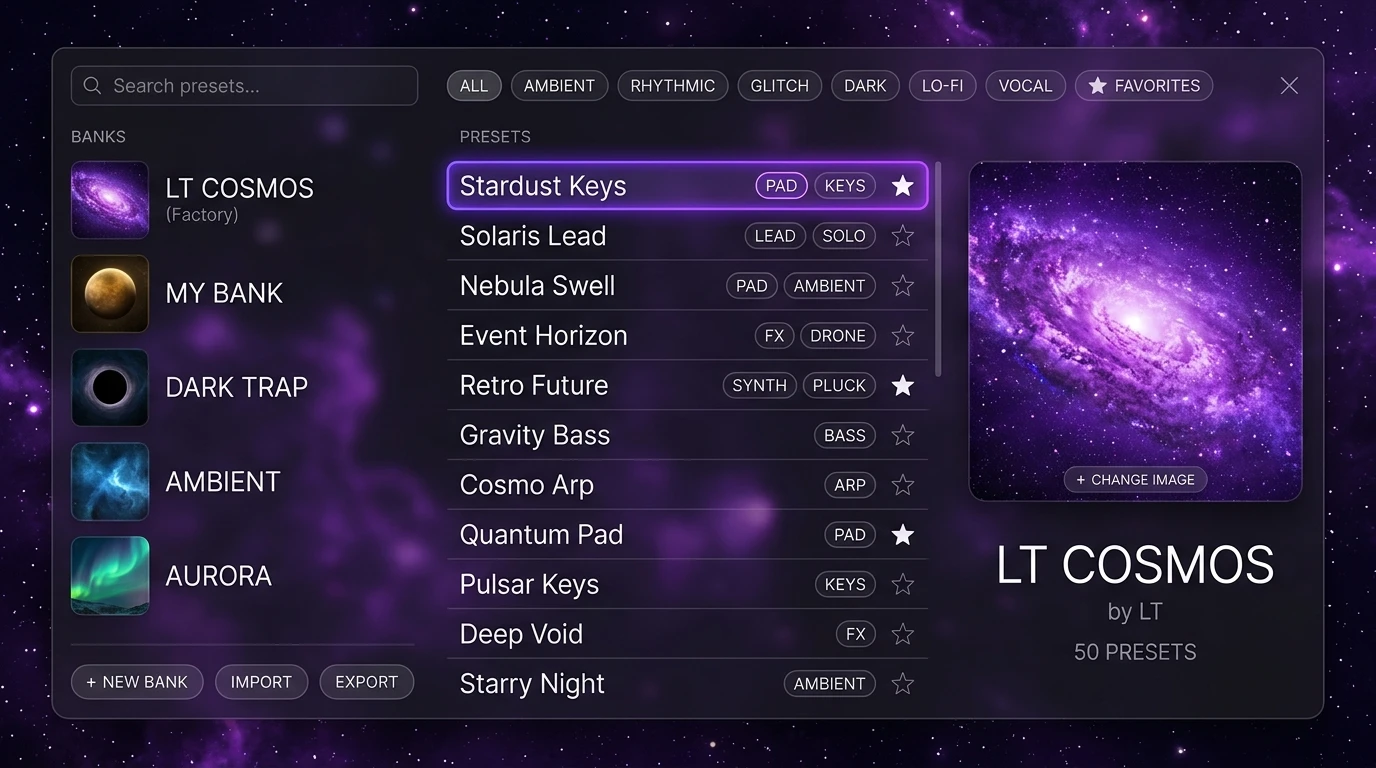 Search presets...
ALL AMBIENT RHYTHMIC GLITCH DARK LO-FI VOCAL FAVORITES
BANKS
LT COSMOS
(Factory)
MY BANK
DARK TRAP
AMBIENT
AURORA
+ NEW BANK IMPORT EXPORT
PRESETS
Stardust Keys PAD KEYS
Solaris Lead LEAD SOLO
Nebula Swell PAD AMBIENT
Event Horizon FX DRONE
Retro Future SYNTH PLUCK
Gravity Bass BASS
Cosmo Arp ARP
Quantum Pad PAD
Pulsar Keys KEYS
Deep Void FX
Starry Night AMBIENT
+ CHANGE IMAGE
LT COSMOS
by LT
50 PRESETS